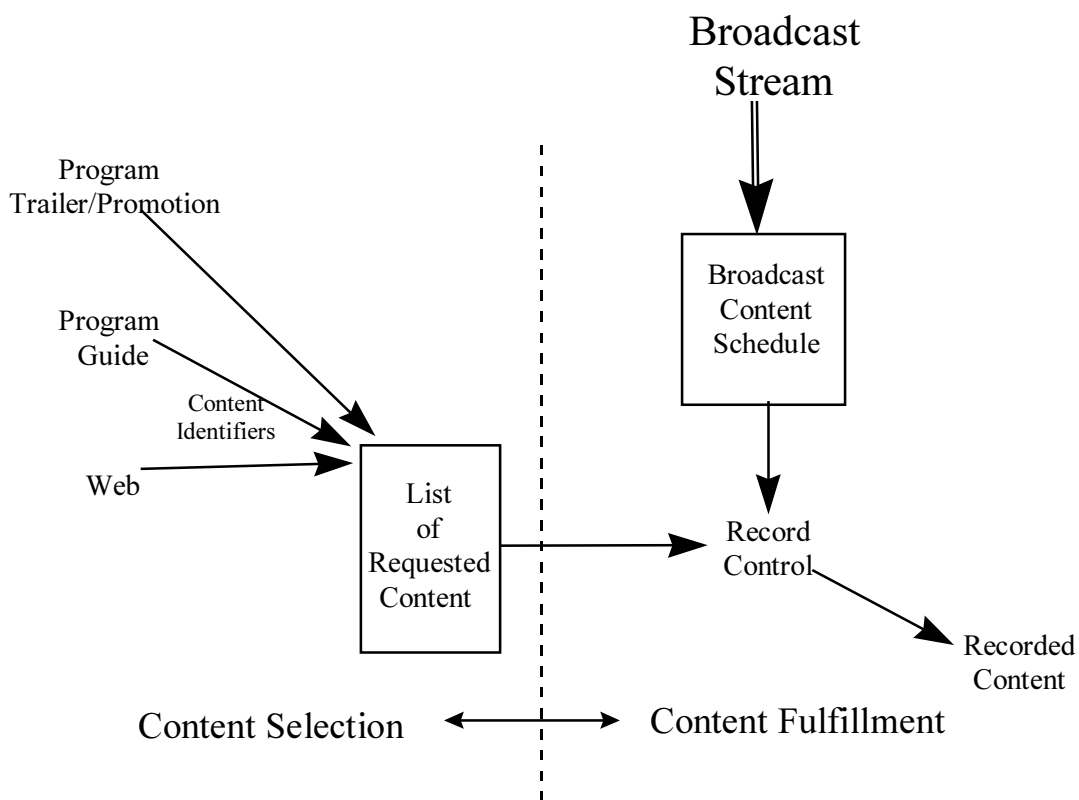 Broadcast
Stream
Program
Trailer/Promotion
Program
Guide
Content
Identifiers
Web
List
of
Requested
Content
Broadcast
Content
Schedule
Record
Control
Recorded
Content
Content Selection
Content Fulfillment